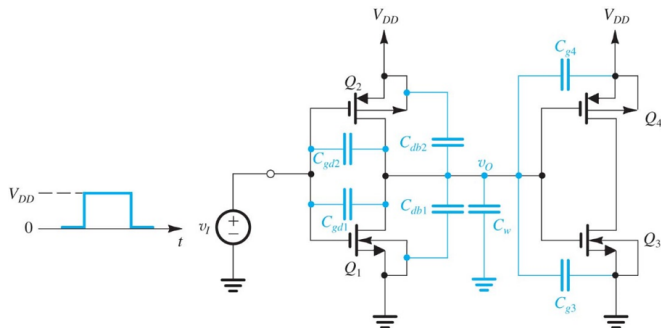 V_DD
V_DD
C_g4
Q_2
Q_4
C_gd2
C_db2
v_O
V_DD
0
t
v_I
C_gd1
C_db1
C_w
Q_3
Q_1
C_g3